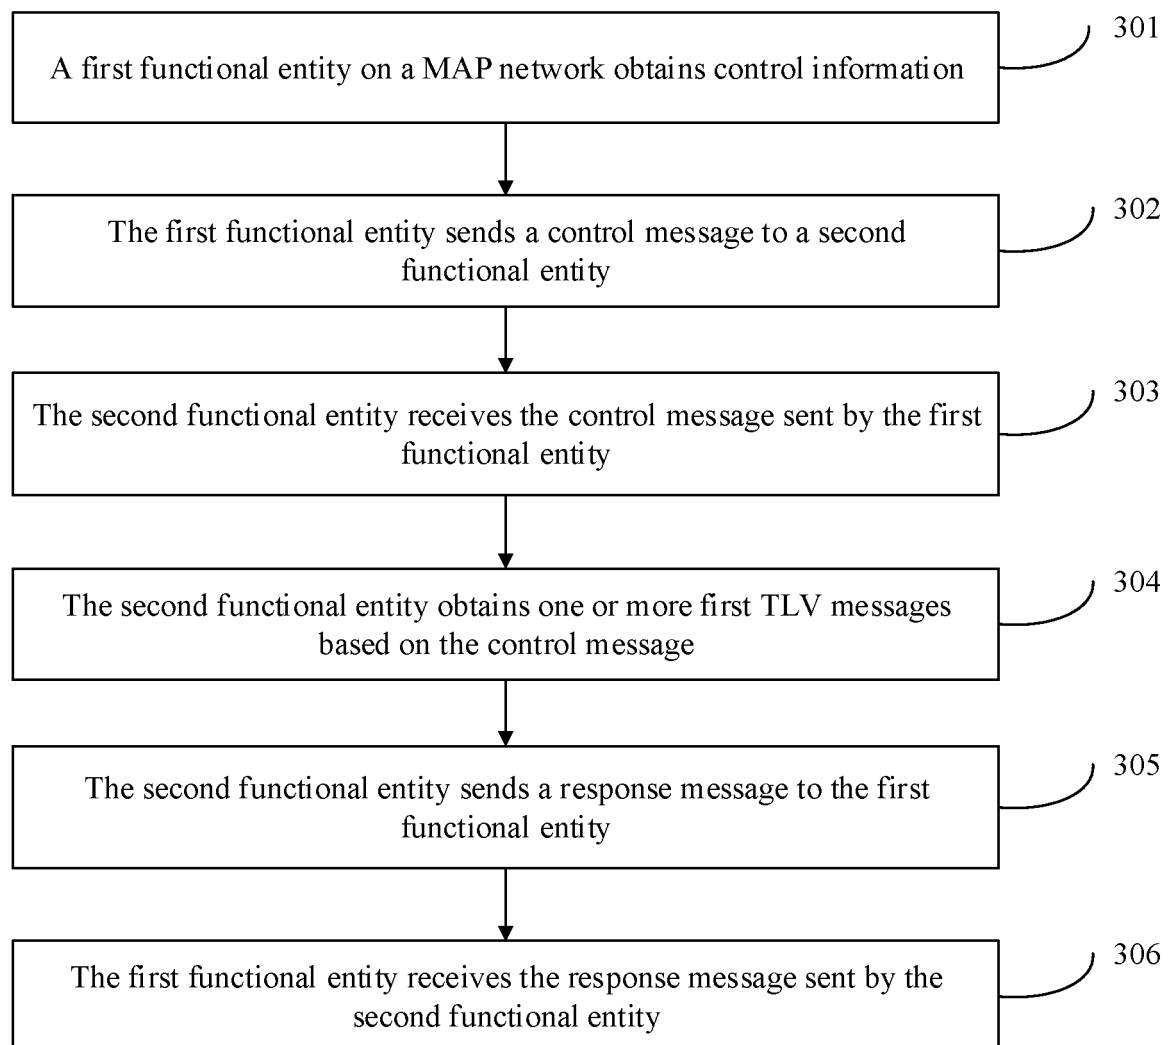 A first functional entity on a MAP network obtains control information
301
The first functional entity sends a control message to a second
functional entity
302
The second functional entity receives the control message sent by the first
functional entity
303
The second functional entity obtains one or more first TLV messages
based on the control message
304
The second functional entity sends a response message to the first
functional entity
305
The first functional entity receives the response message sent by the
second functional entity
306